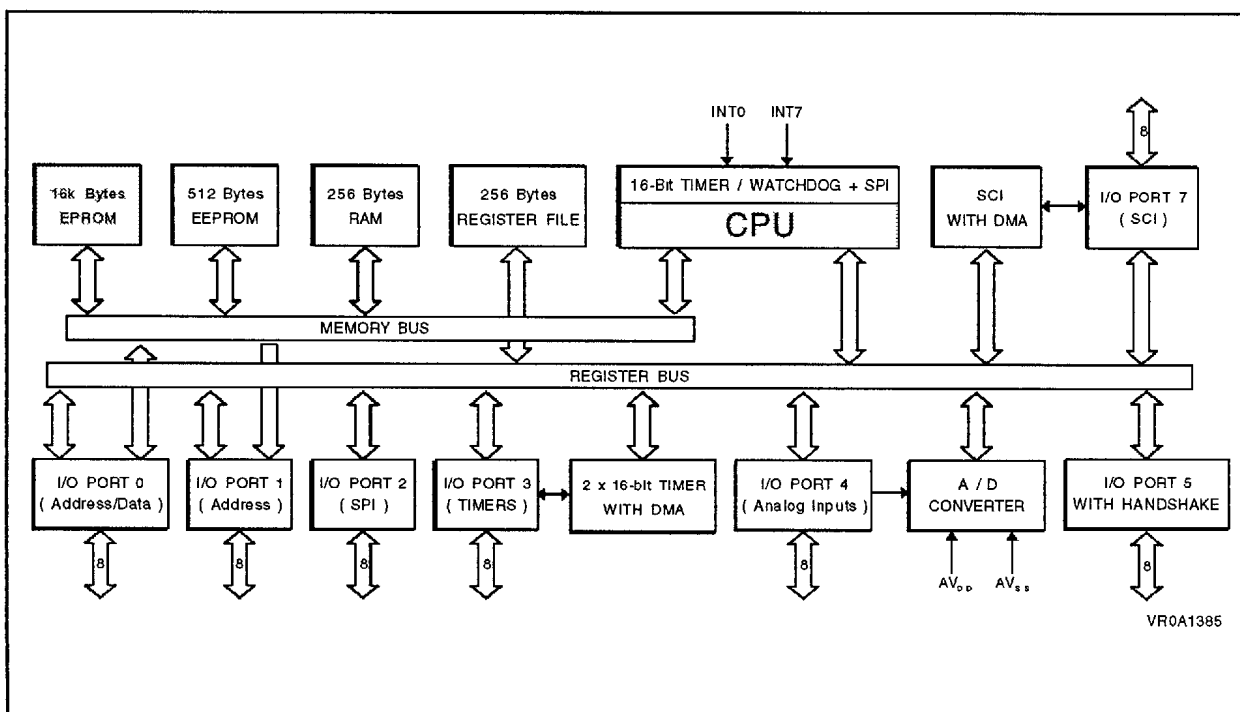 INT0 INT7
8
16k Bytes
EPROM
512 Bytes
EEPROM
256 Bytes
RAM
256 Bytes
REGISTER FILE
16-Bit TIMER / WATCHDOG + SPI
CPU
SCI
WITH DMA
I/O PORT 7
( SCI )
MEMORY BUS
REGISTER BUS
I/O PORT 0
( Address/Data )
I/O PORT 1
( Address )
I/O PORT 2
( SPI )
I/O PORT 3
( TIMERS )
2 x 16-bit TIMER
WITH DMA
I/O PORT 4
( Analog Inputs )
A / D
CONVERTER
I/O PORT 5
WITH HANDSHAKE
8 8 8 8 8 8
AVDD AVSS
VR0A1385